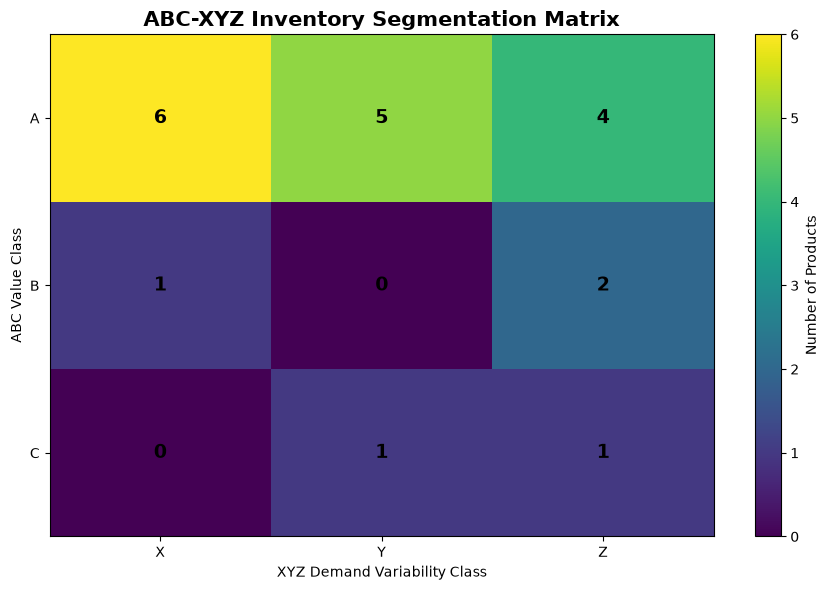 ABC-XYZ Inventory Segmentation Matrix
6
A
6
5
4
5
4
ABC Value Class
B
1
0
2
3
Number of Products
2
C
0
1
1
1
0
X
Y
Z
XYZ Demand Variability Class